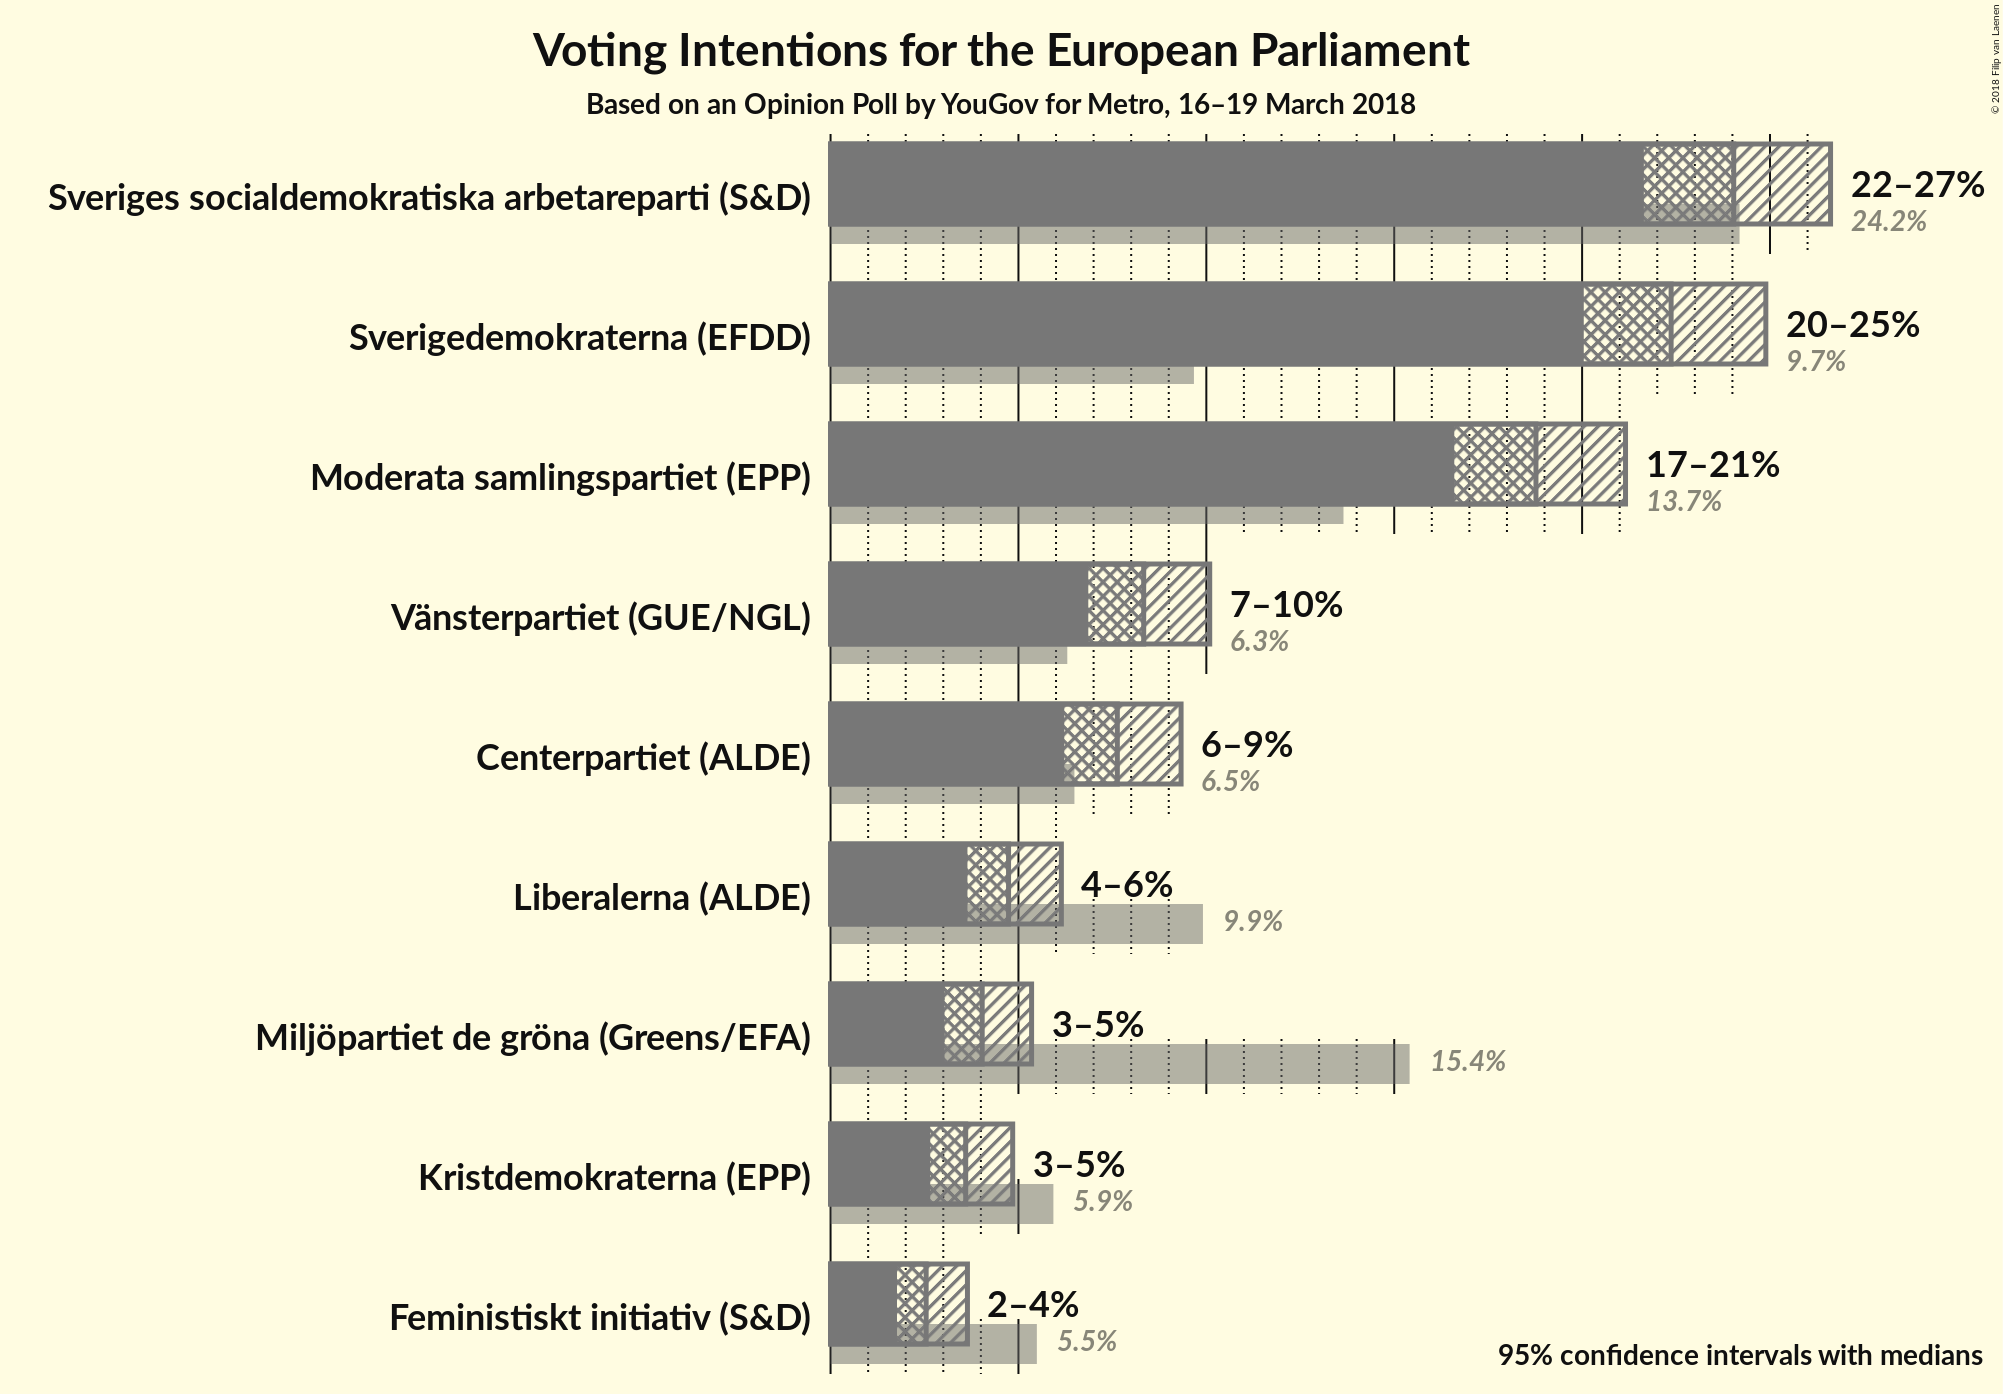 Voting Intentions for the European Parliament
Based on an Opinion Poll by YouGov for Metro, 16–19 March 2018
© 2018 Filip van Laenen
Sveriges socialdemokratiska arbetareparti (S&D)
22–27%
24.2%
Sverigedemokraterna (EFDD)
20–25%
9.7%
Moderata samlingspartiet (EPP)
17–21%
13.7%
Vänsterpartiet (GUE/NGL)
7–10%
6.3%
Centerpartiet (ALDE)
6–9%
6.5%
Liberalerna (ALDE)
4–6%
9.9%
Miljöpartiet de gröna (Greens/EFA)
3–5%
15.4%
Kristdemokraterna (EPP)
3–5%
5.9%
Feministiskt initiativ (S&D)
2–4%
5.5%
95% confidence intervals with medians